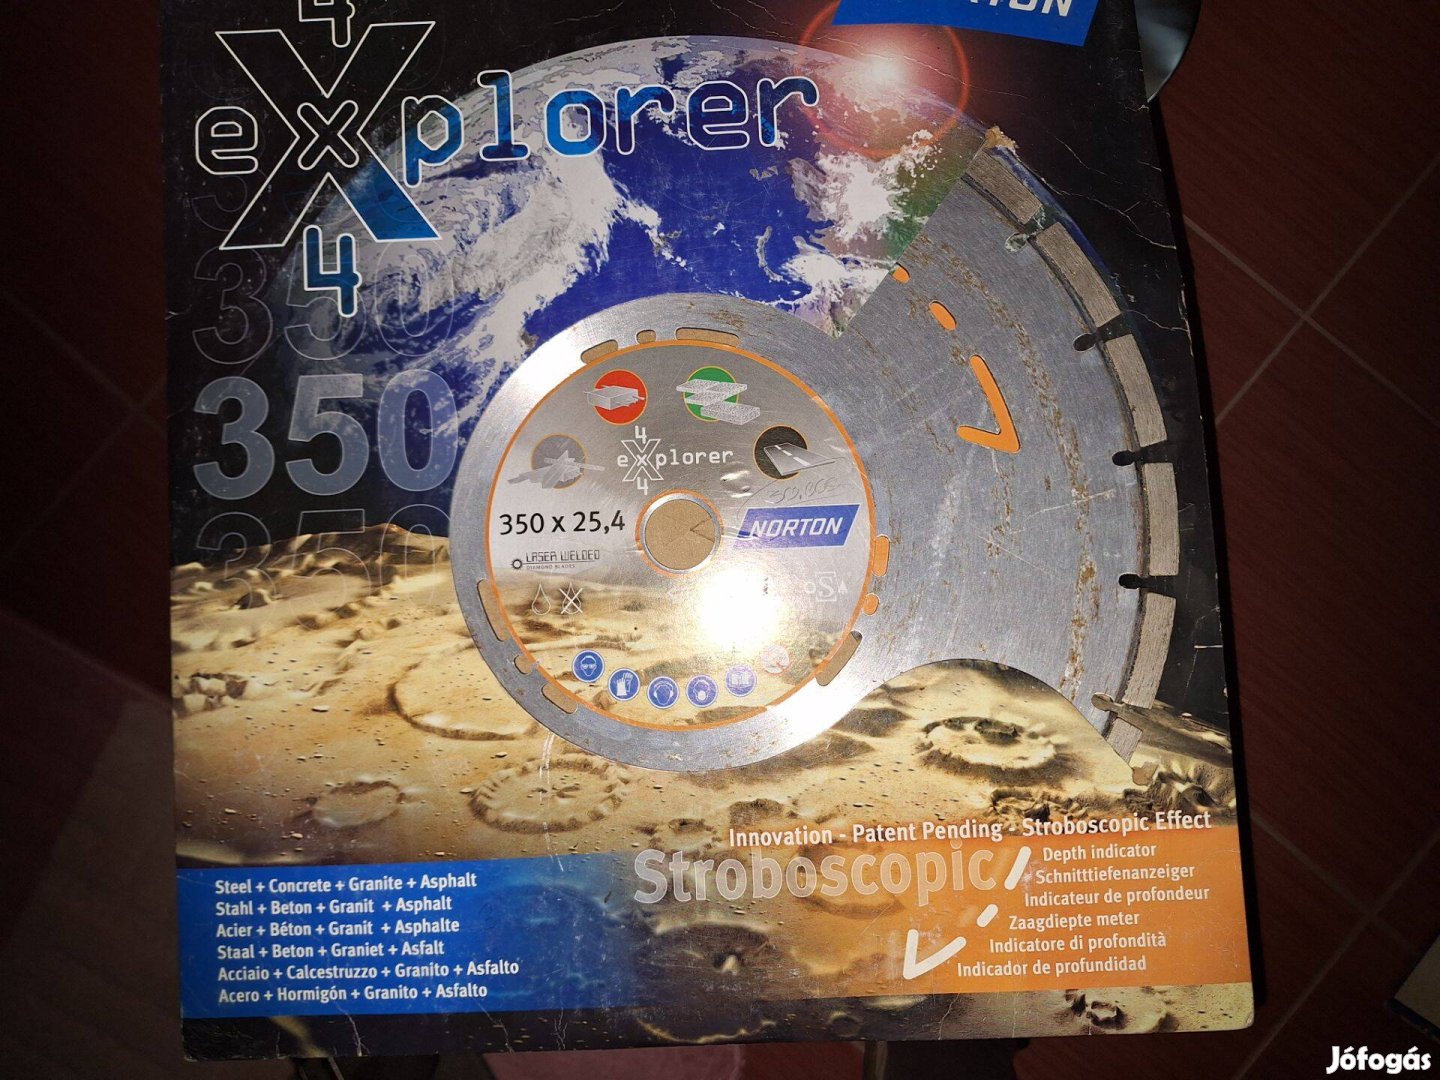 4
eXplorer
x
4
350
350
350
350
4
eXplorer
4
350 x 25,4
NORTON
LASER WELDED
DIAMOND BLADES
oSA
Innovation - Patent Pending - Stroboscopic Effect
Stroboscopic
Depth indicator
Schnitttiefenanzeiger
Indicateur de profondeur
Zaagdiepte meter
Indicatore di profondità
Indicador de profundidad
Steel + Concrete + Granite + Asphalt
Stahl + Beton + Granit + Asphalt
Acier + Béton + Granit + Asphalte
Staal + Beton + Graniet + Asfalt
Acciaio + Calcestruzzo + Granito + Asfalto
Acero + Hormigón + Granito + Asfalto
Jófogás